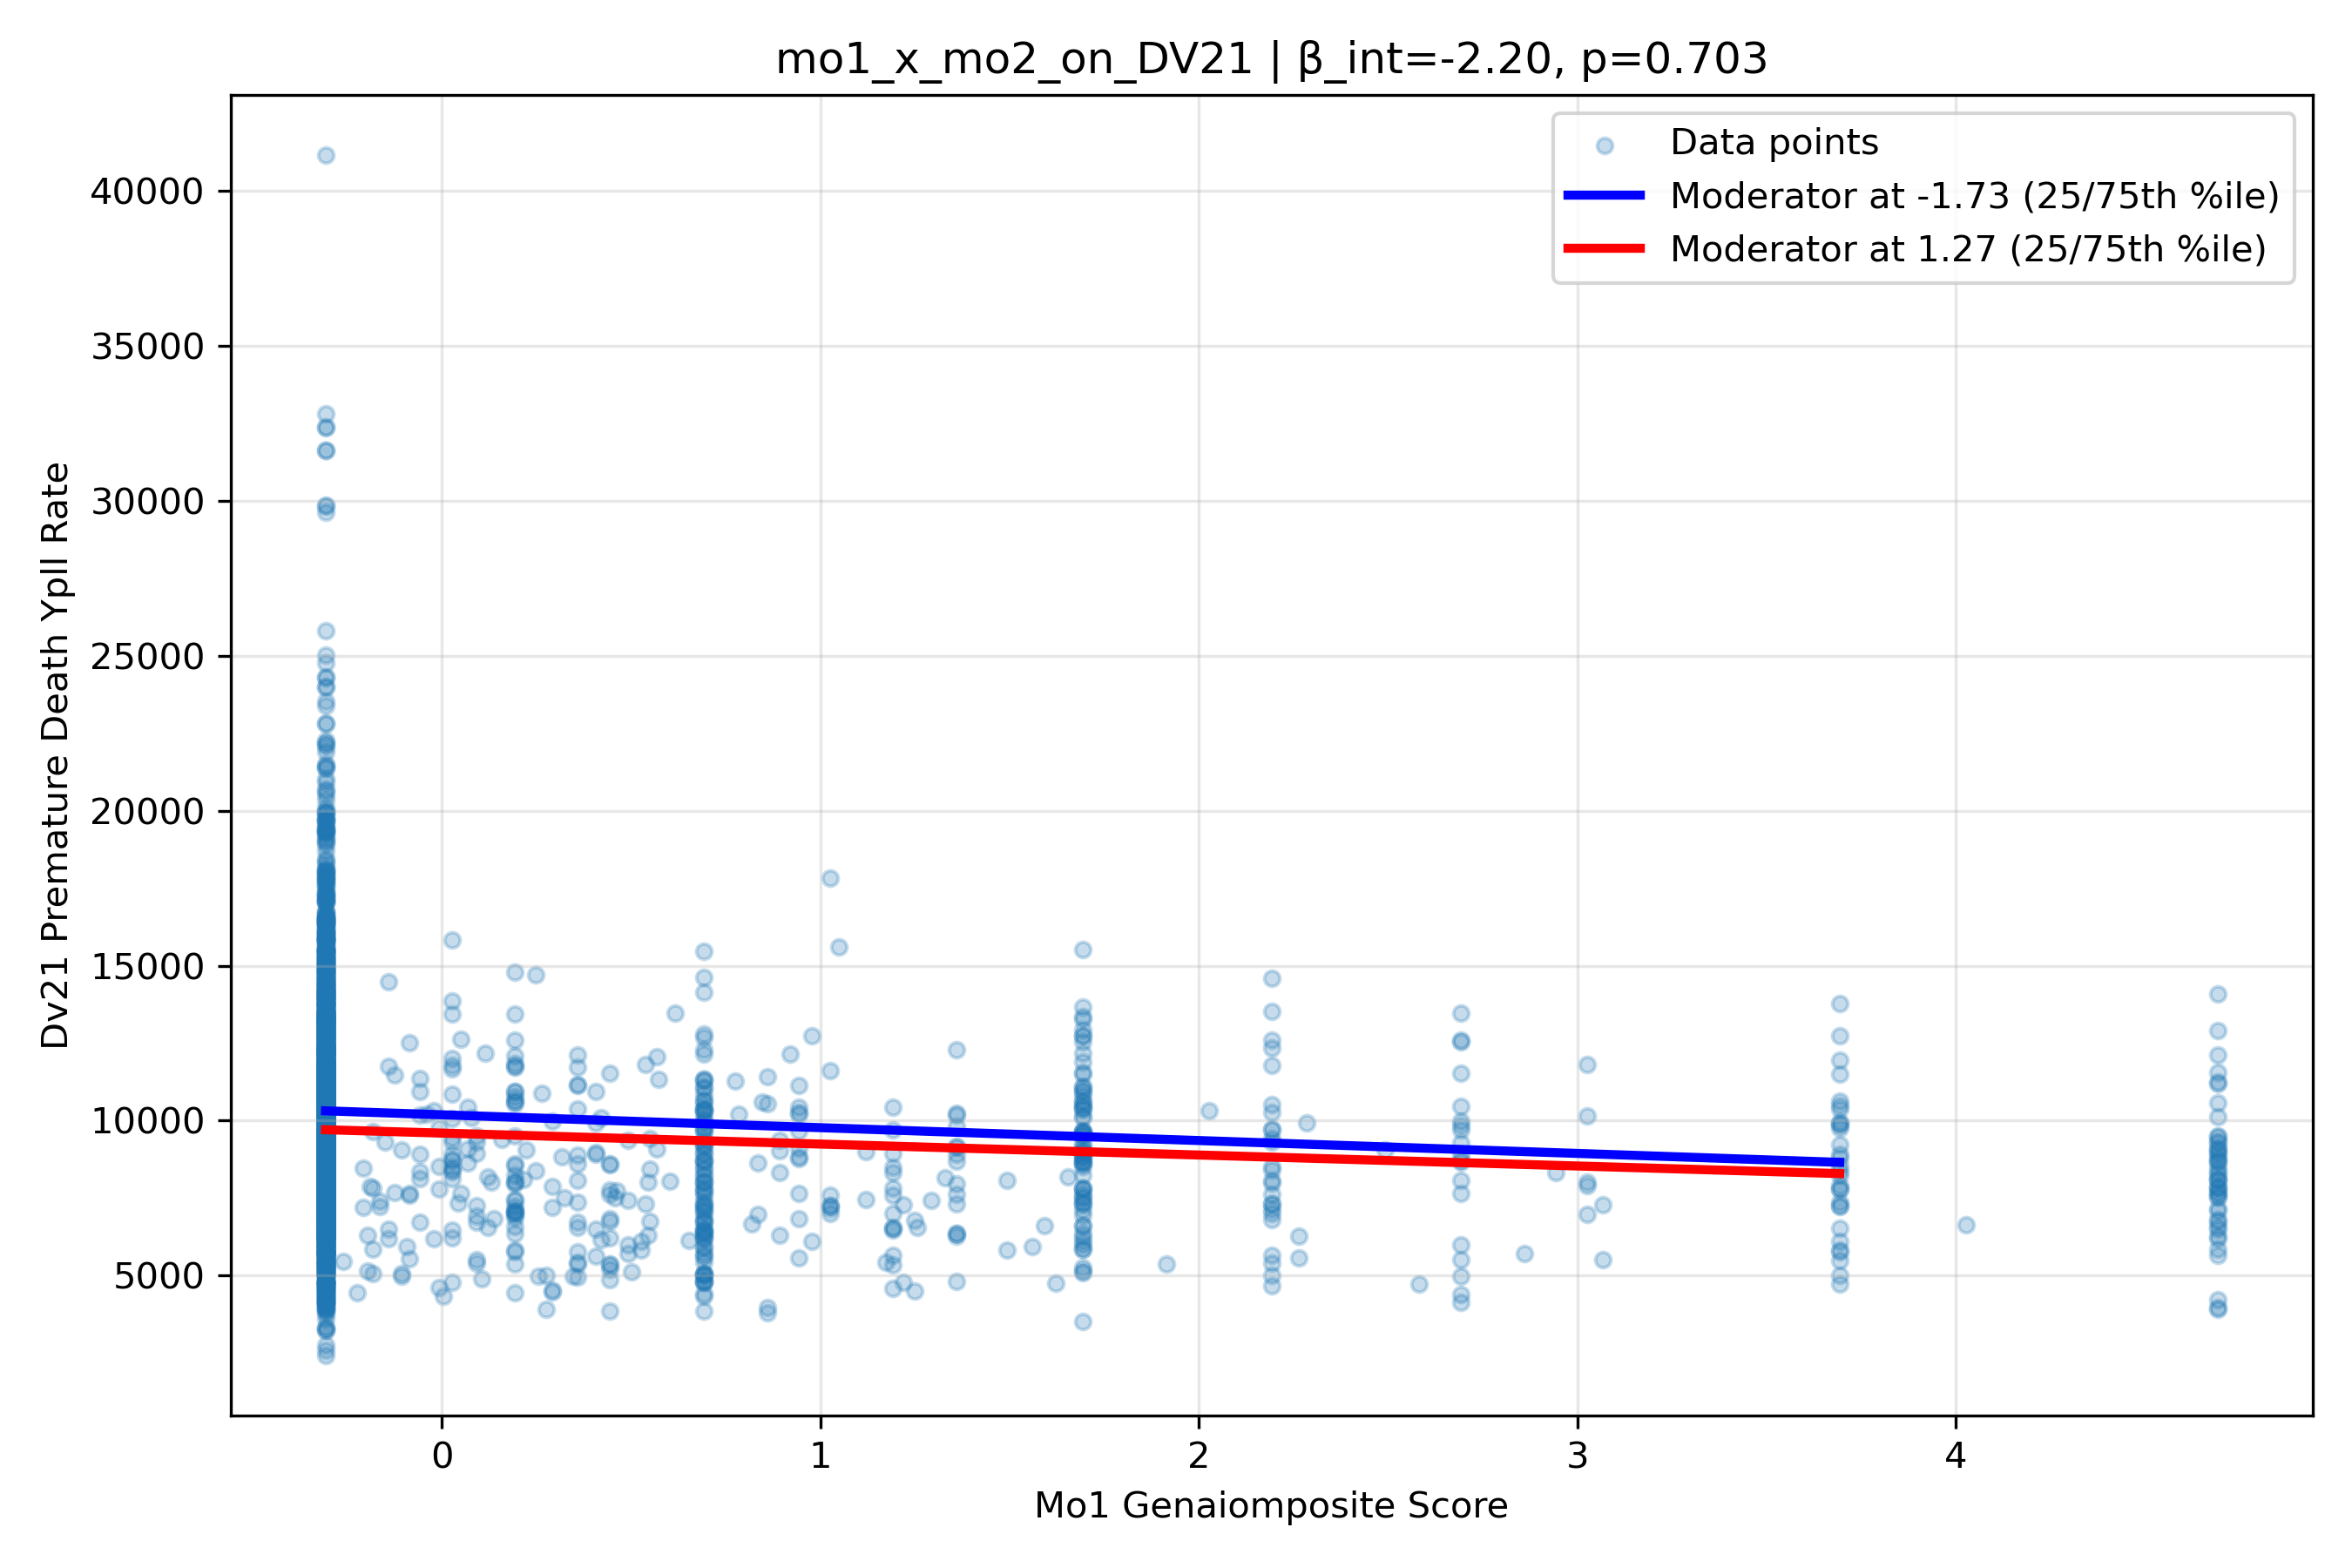 mo1_x_mo2_on_DV21 | β_int=-2.20, p=0.703
Data points
Moderator at -1.73 (25/75th %ile)
Moderator at 1.27 (25/75th %ile)
40000
35000
30000
25000
20000
15000
10000
5000
Dv21 Premature Death Ypll Rate
0 1 2 3 4
Mo1 Genaiomposite Score